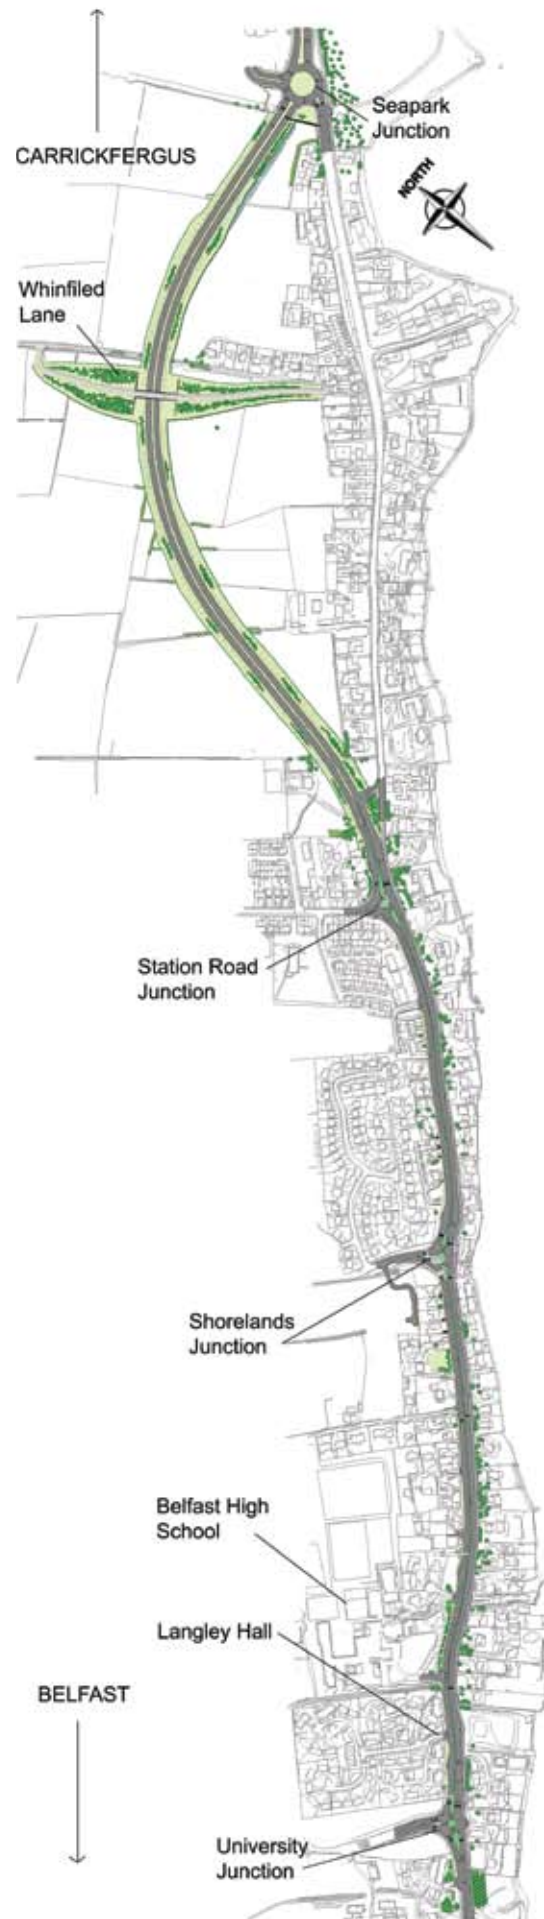 Seapark
Junction
CARRICKFERGUS
NORTH
Whinfiled
Lane
Station Road
Junction
Shorelands
Junction
Belfast High
School
Langley Hall
BELFAST
University
Junction